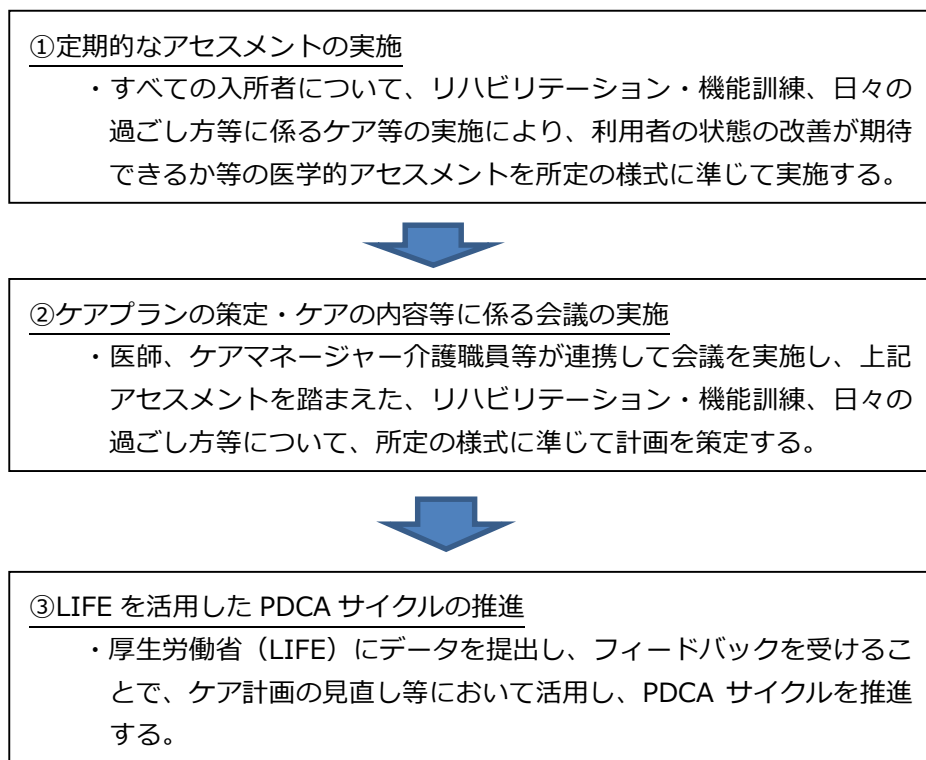 ①定期的なアセスメントの実施
・すべての入所者について、リハビリテーション・機能訓練、日々の
過ごし方等に係るケア等の実施により、利用者の状態の改善が期待
できるか等の医学的アセスメントを所定の様式に準じて実施する。
②ケアプランの策定・ケアの内容等に係る会議の実施
・医師、ケアマネージャー介護職員等が連携して会議を実施し、上記
アセスメントを踏まえた、リハビリテーション・機能訓練、日々の
過ごし方等について、所定の様式に準じて計画を策定する。
③LIFE を活用した PDCA サイクルの推進
・厚生労働省（LIFE）にデータを提出し、フィードバックを受けるこ
とで、ケア計画の見直し等において活用し、PDCA サイクルを推進
する。